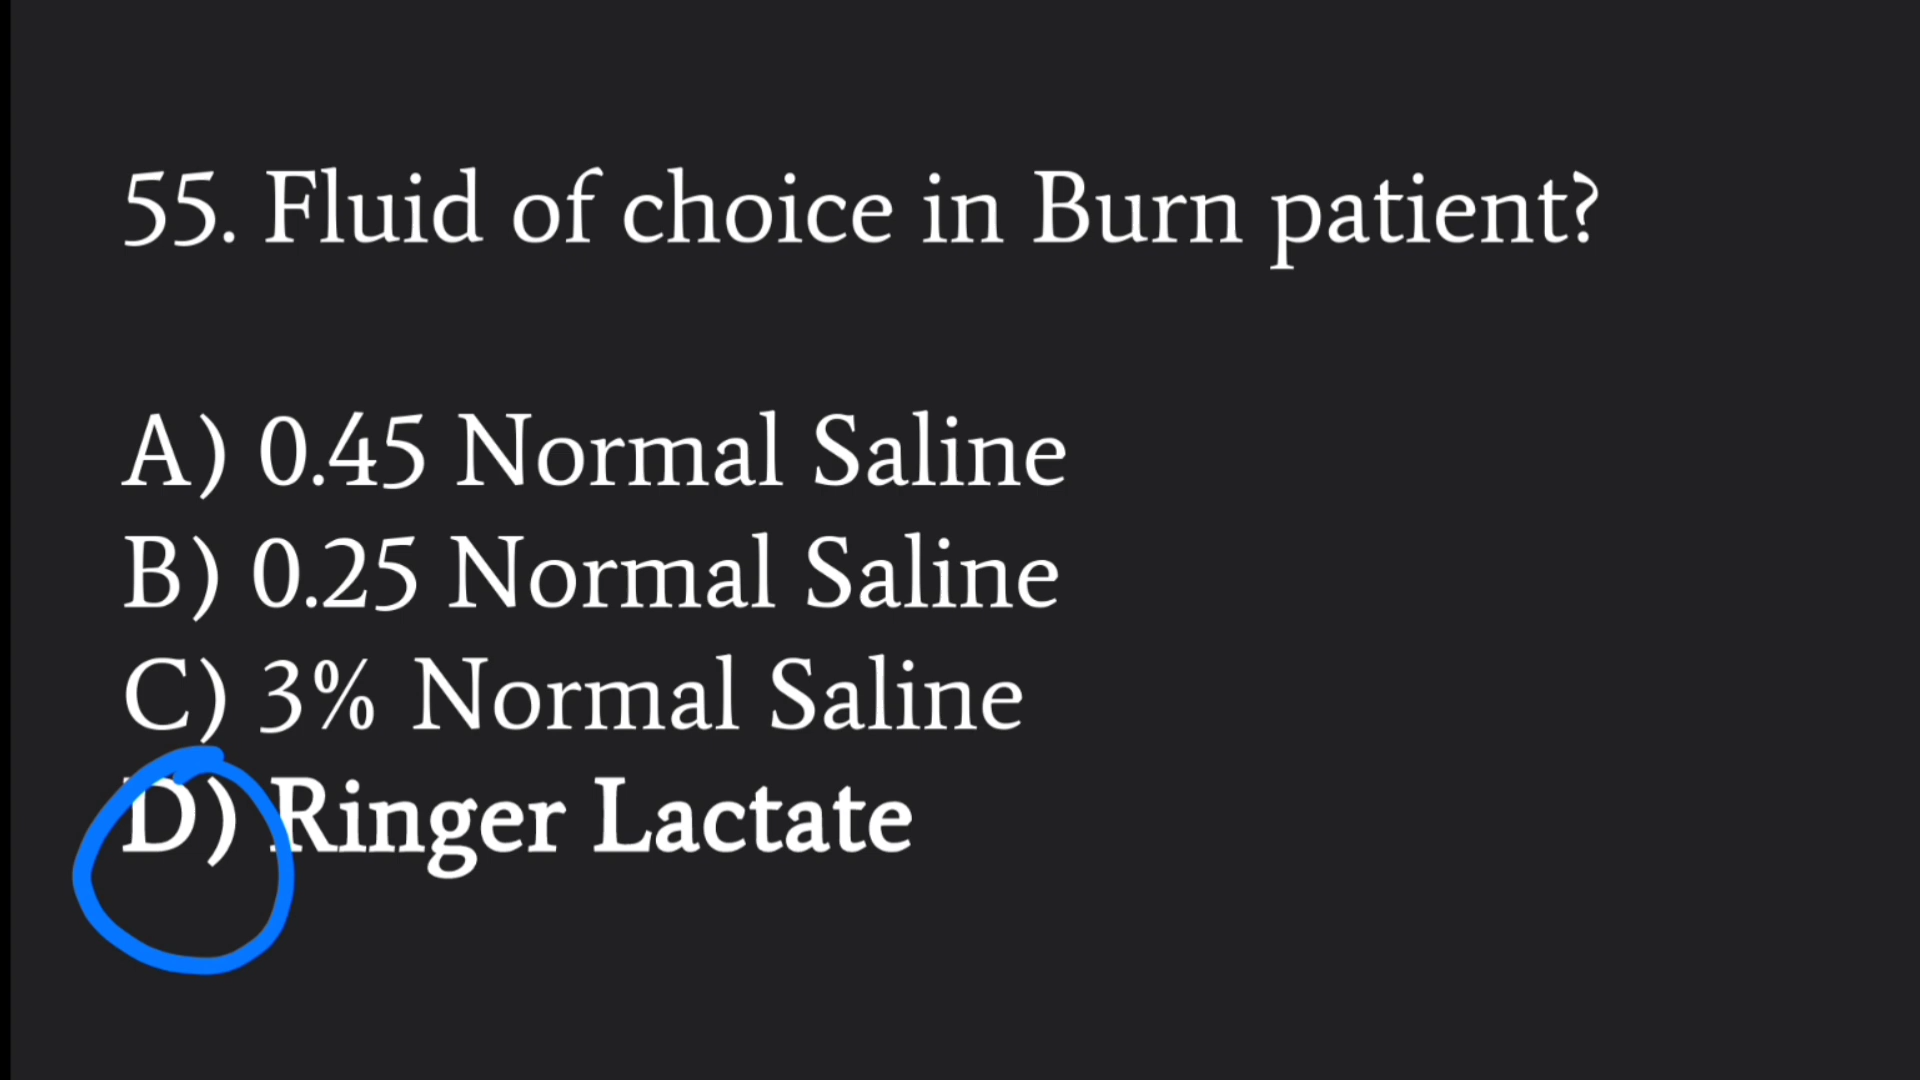 55. Fluid of choice in Burn patient?
A) 0.45 Normal Saline
B) 0.25 Normal Saline
C) 3% Normal Saline
D) Ringer Lactate